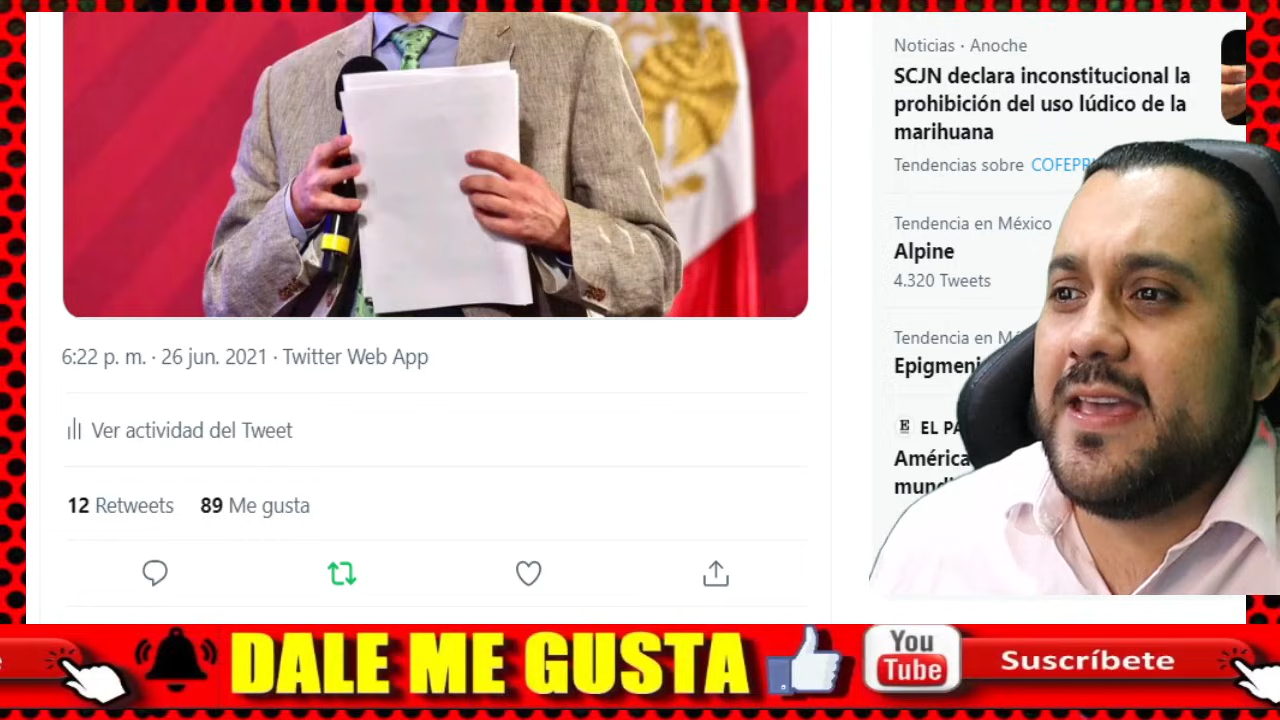 6:22 p. m. · 26 jun. 2021 · Twitter Web App
Ver actividad del Tweet
12 Retweets 89 Me gusta
Noticias · Anoche
SCJN declara inconstitucional la
prohibición del uso lúdico de la
marihuana
Tendencias sobre
Tendencia en México
Alpine
4.320 Tweets
Tendencia en
EL
América
DALE ME GUSTA
You
Tube
Suscríbete